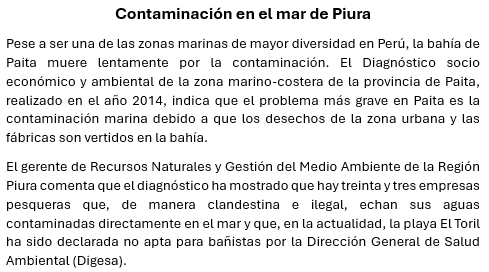 Contaminación en el mar de Piura
Pese a ser una de las zonas marinas de mayor diversidad en Perú, la bahía de
Paita muere lentamente por la contaminación. El Diagnóstico socio
económico y ambiental de la zona marino-costera de la provincia de Paita,
realizado en el año 2014, indica que el problema más grave en Paita es la
contaminación marina debido a que los desechos de la zona urbana y las
fábricas son vertidos en la bahía.
El gerente de Recursos Naturales y Gestión del Medio Ambiente de la Región
Piura comenta que el diagnóstico ha mostrado que hay treinta y tres empresas
pesqueras que, de manera clandestina e ilegal, echan sus aguas
contaminadas directamente en el mar y que, en la actualidad, la playa El Toril
ha sido declarada no apta para bañistas por la Dirección General de Salud
Ambiental (Digesa).